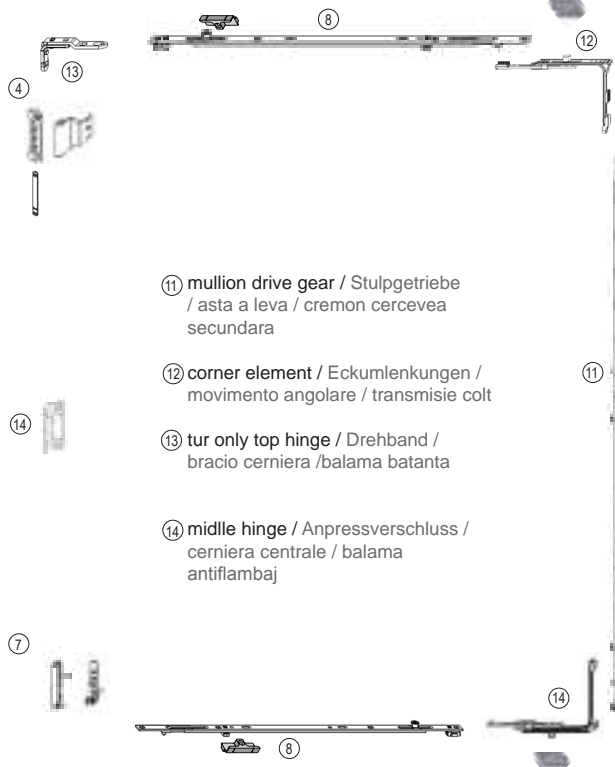 8
13
12
4
11 mullion drive gear / Stulpgetriebe
/ asta a leva / cremon cercevea
secundara
12 corner element / Eckumlenkungen /
movimento angolare / transmisie colt
11
14
13 tur only top hinge / Drehband /
bracio cerniera /balama batanta
14 midlle hinge / Anpressverschluss /
cerniera centrale / balama
antiflambaj
7
14
8